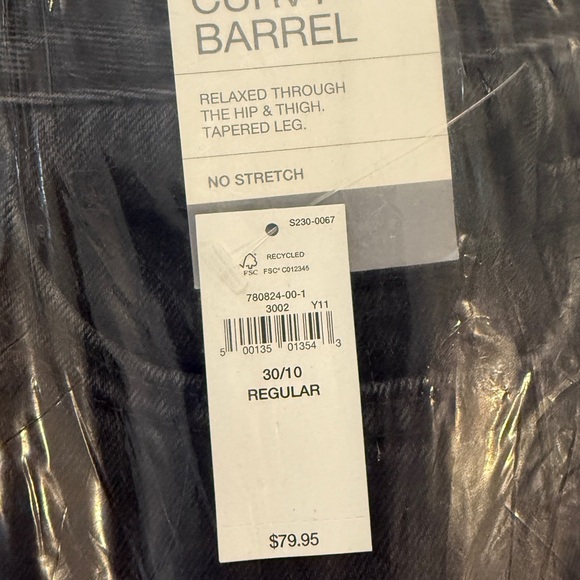 CURVY
BARREL
RELAXED THROUGH
THE HIP & THIGH.
TAPERED LEG.
NO STRETCH
S230-0067
RECYCLED
FSC
FSC® C012345
780824-00-1
3002 Y11
5 00135 01354 3
30/10
REGULAR
$79.95